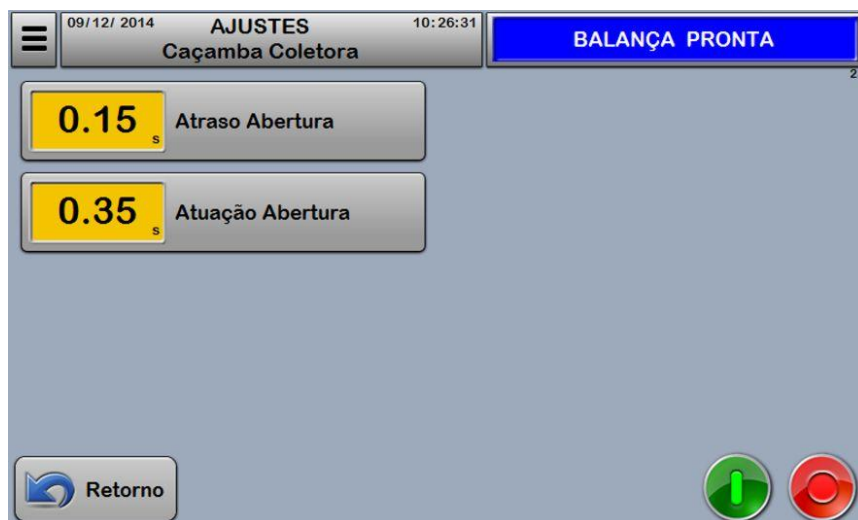 09/12/ 2014
AJUSTES
10:26:31
Caçamba Coletora
BALANÇA PRONTA
2
0.15 s
Atraso Abertura
0.35 s
Atuação Abertura
Retorno